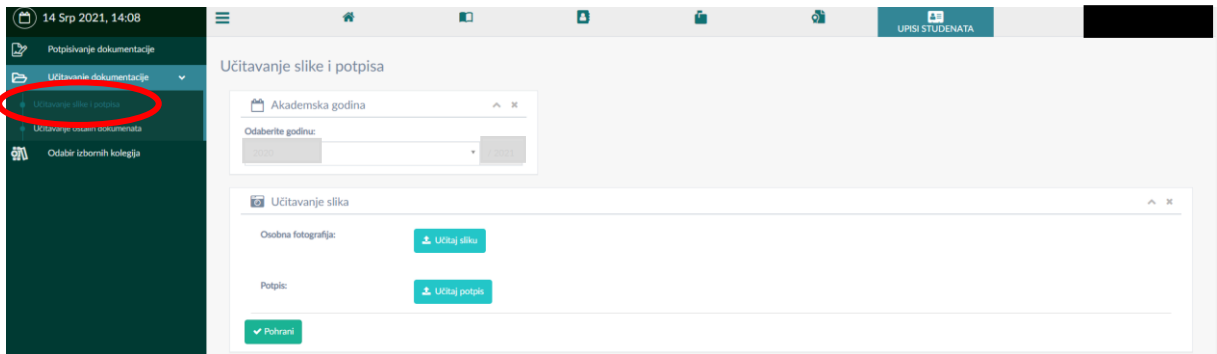 14 Srp 2021, 14:08
UPISI STUDENATA
Potpisivanje dokumentacije
Učitavanje dokumentacije
Učitavanje slike i potpisa
Učitavanje ostalih dokumenata
Odabir izbornih kolegija
Učitavanje slike i potpisa
Akademska godina
Odaberite godinu:
Učitavanje slika
Osobna fotografija:
Učitaj sliku
Potpis:
Učitaj potpis
Pohrani